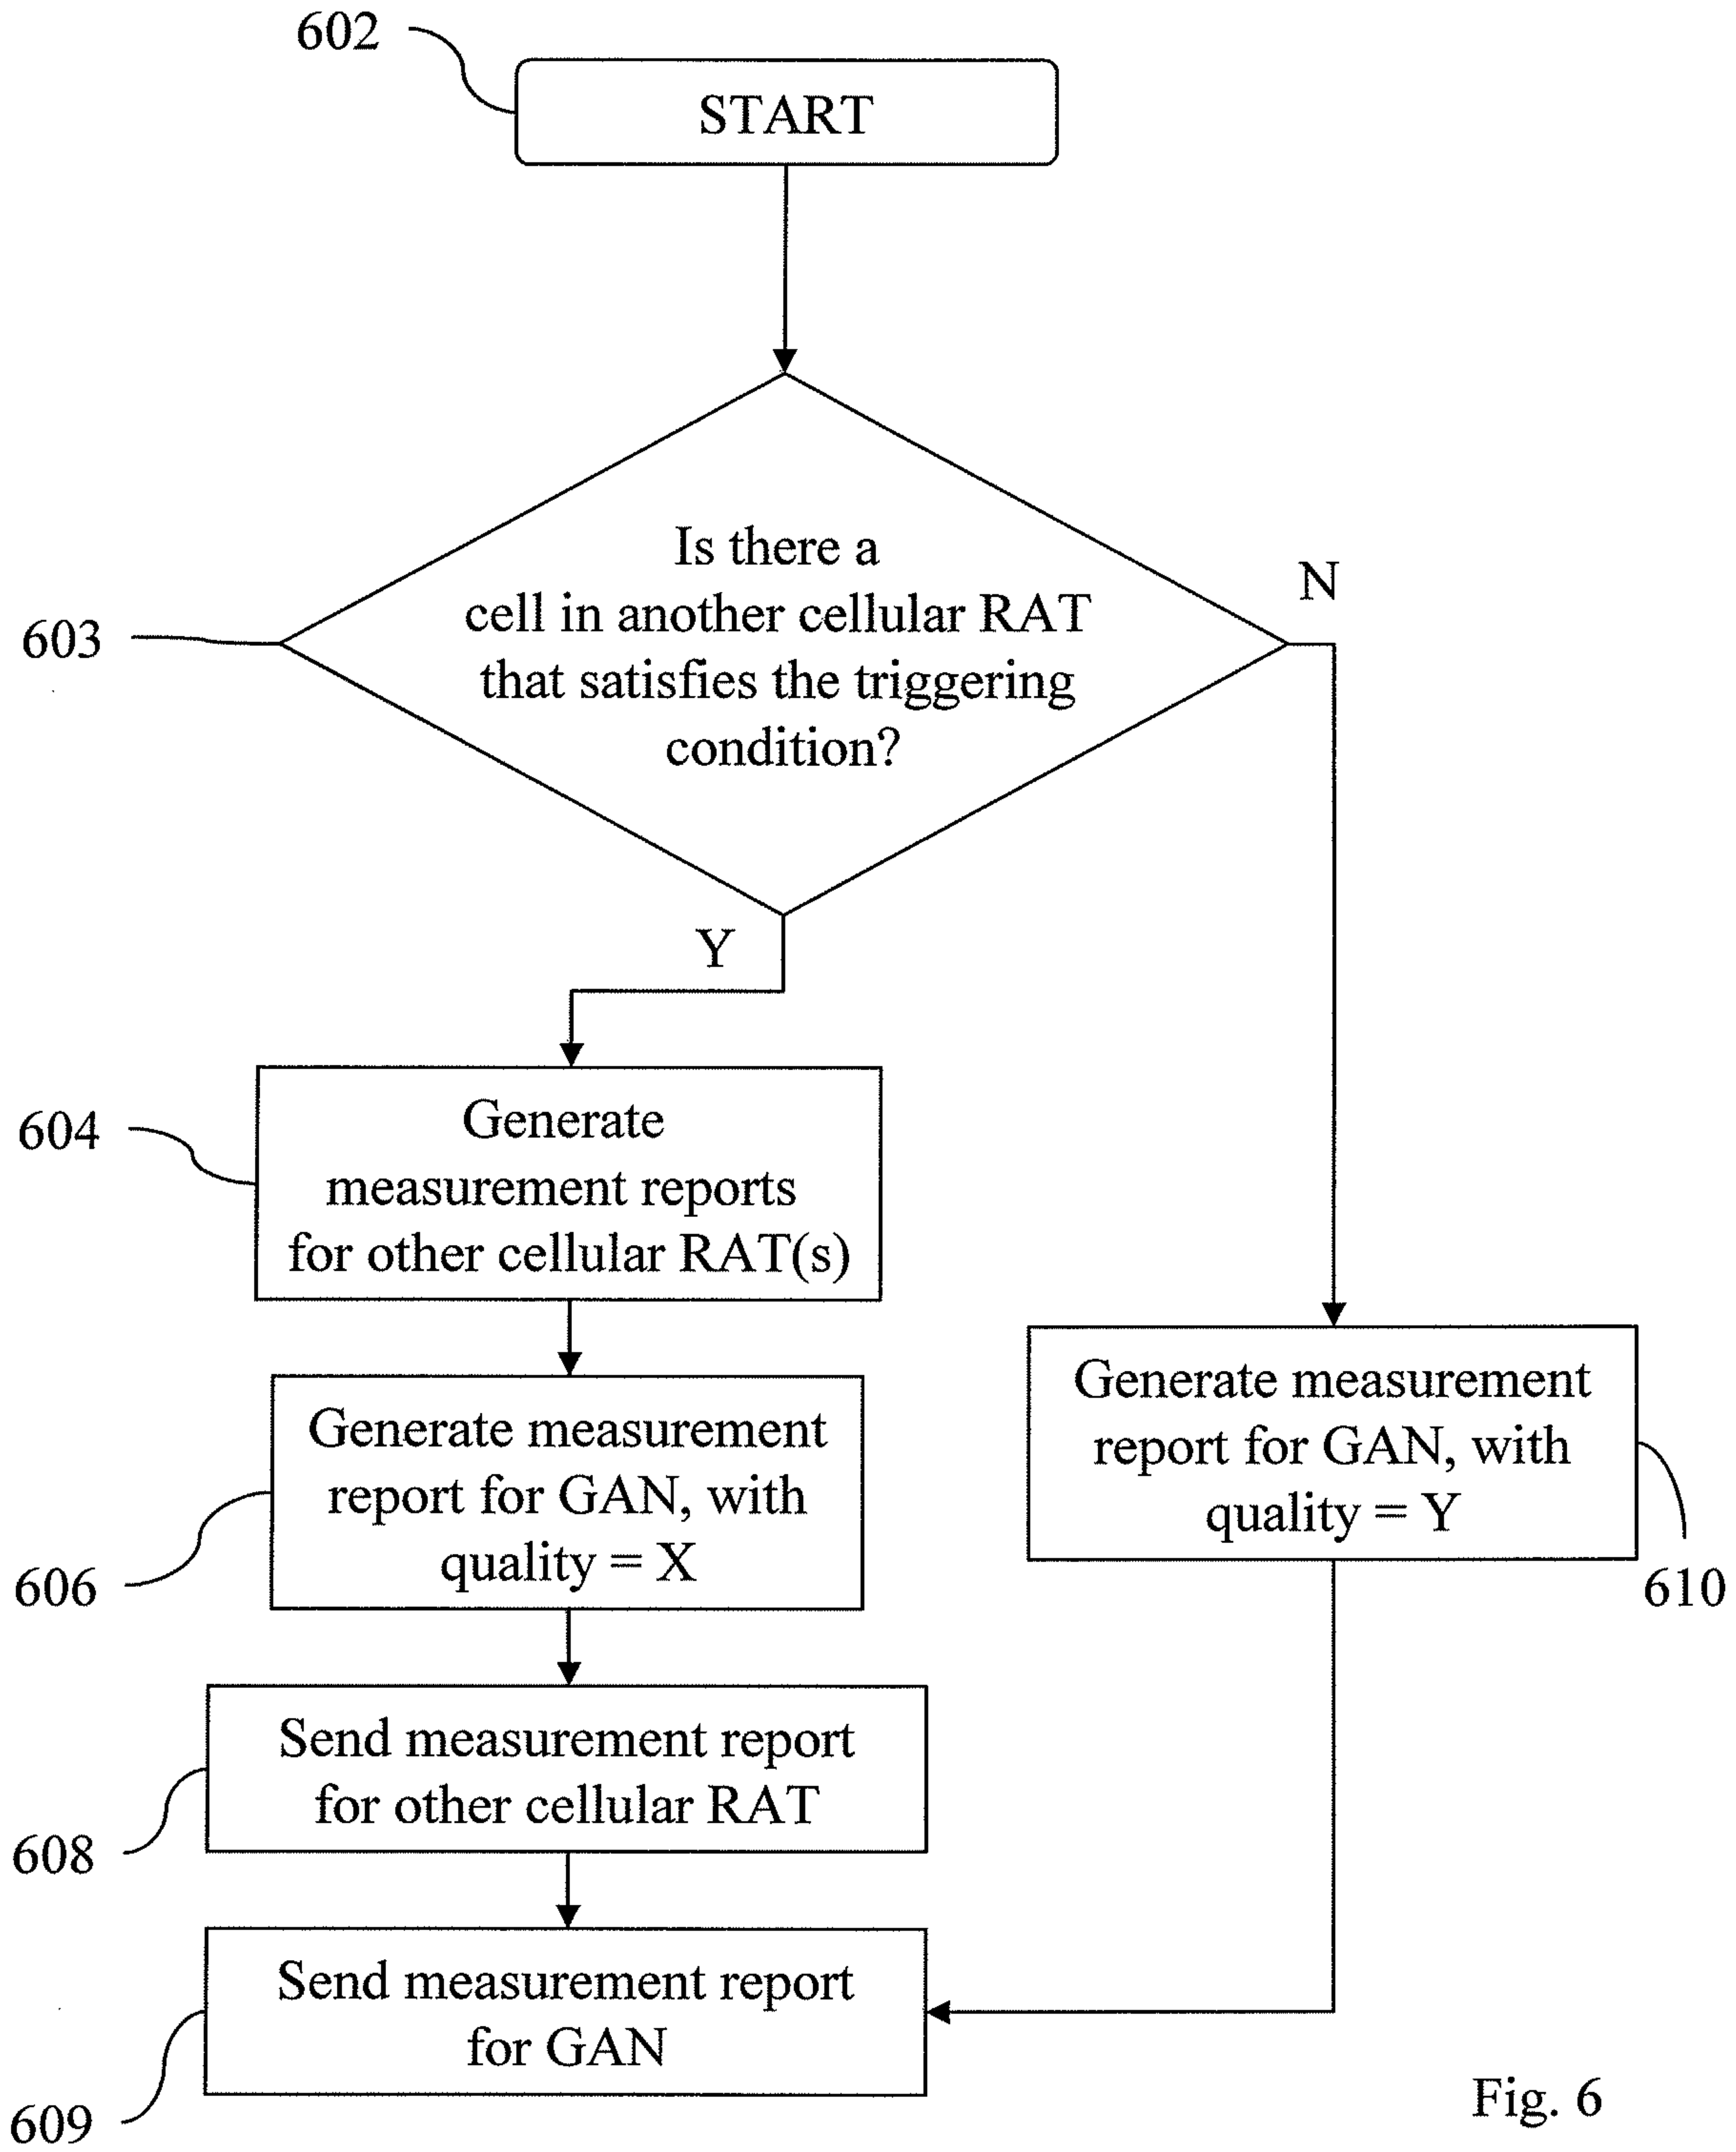 602
START
Is there a
cell in another cellular RAT
that satisfies the triggering
condition?
603
N
Y
Generate
measurement reports
for other cellular RAT(s)
604
Generate measurement
report for GAN, with
quality = X
606
Generate measurement
report for GAN, with
quality = Y
610
Send measurement report
for other cellular RAT
608
Send measurement report
for GAN
609
Fig. 6